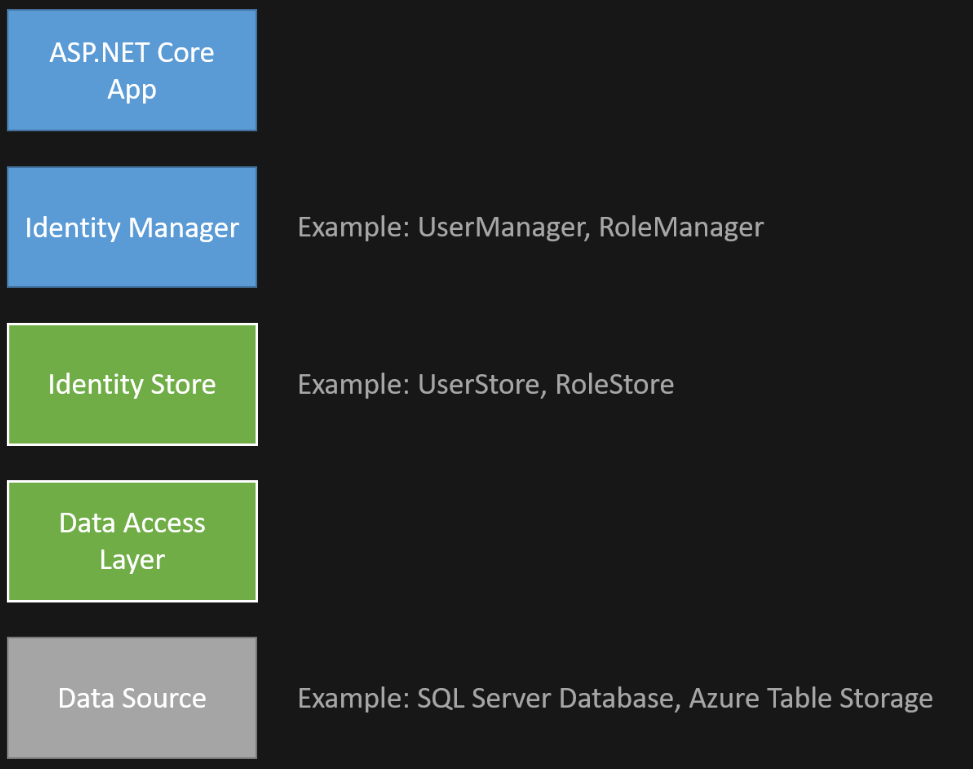 ASP.NET Core
App
Identity Manager
Example: UserManager, RoleManager
Identity Store
Example: UserStore, RoleStore
Data Access
Layer
Data Source
Example: SQL Server Database, Azure Table Storage